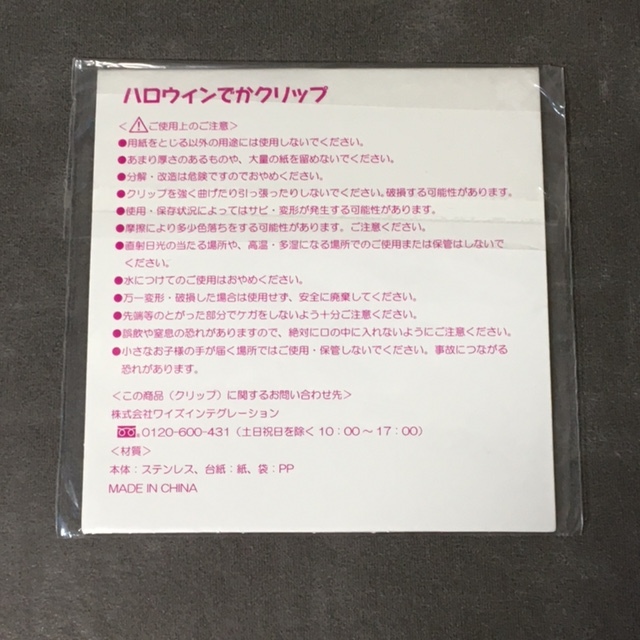 ハロウィンでかクリップ
＜⚠ご使用上のご注意＞
●用紙をとじる以外の用途には使用しないでください。
●あまり厚さのあるものや、大量の紙を留めないでください。
●分解・改造は危険ですのでおやめください。
●クリップを強く曲げたり引っ張ったりしないでください。破損する可能性があります。
●使用・保存状況によってはサビ・変形が発生する可能性があります。
●摩擦により多少色落ちをする可能性があります。ご注意ください。
●直射日光の当たる場所や、高温・多湿になる場所でのご使用または保管はしないで
ください。
●水につけてのご使用はおやめください。
●万一変形・破損した場合は使用せず、安全に廃棄してください。
●先端等のとがった部分でケガをしないよう十分ご注意ください。
●誤飲や窒息の恐れがありますので、絶対に口の中に入れないようにご注意ください。
●小さなお子様の手が届く場所ではご使用・保管しないでください。事故につながる
恐れがあります。
＜この商品（クリップ）に関するお問い合わせ先＞
株式会社ワイズインテグレーション
0120-600-431（土日祝日を除く10：00～17：00）
＜材質＞
本体：ステンレス、台紙：紙、袋：PP
MADE IN CHINA